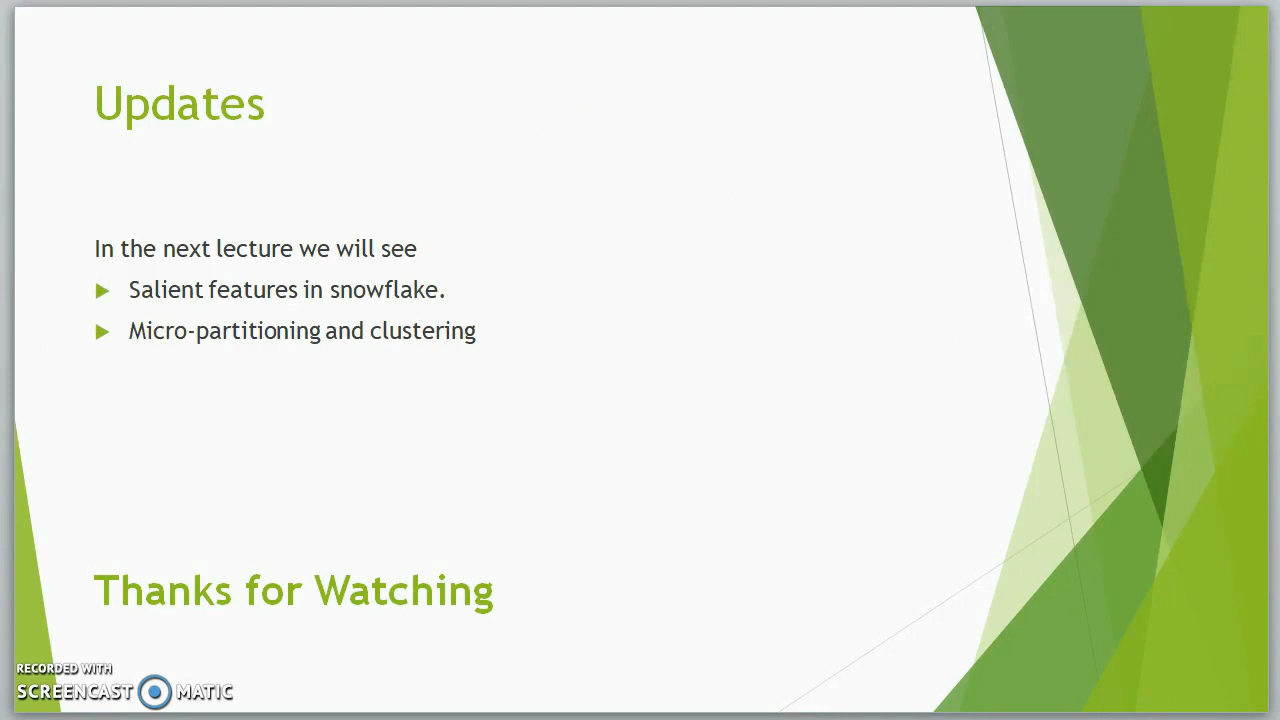 Updates
In the next lecture we will see
Salient features in snowflake.
Micro-partitioning and clustering
Thanks for Watching
RECORDED WITH
SCREENCAST MATIC